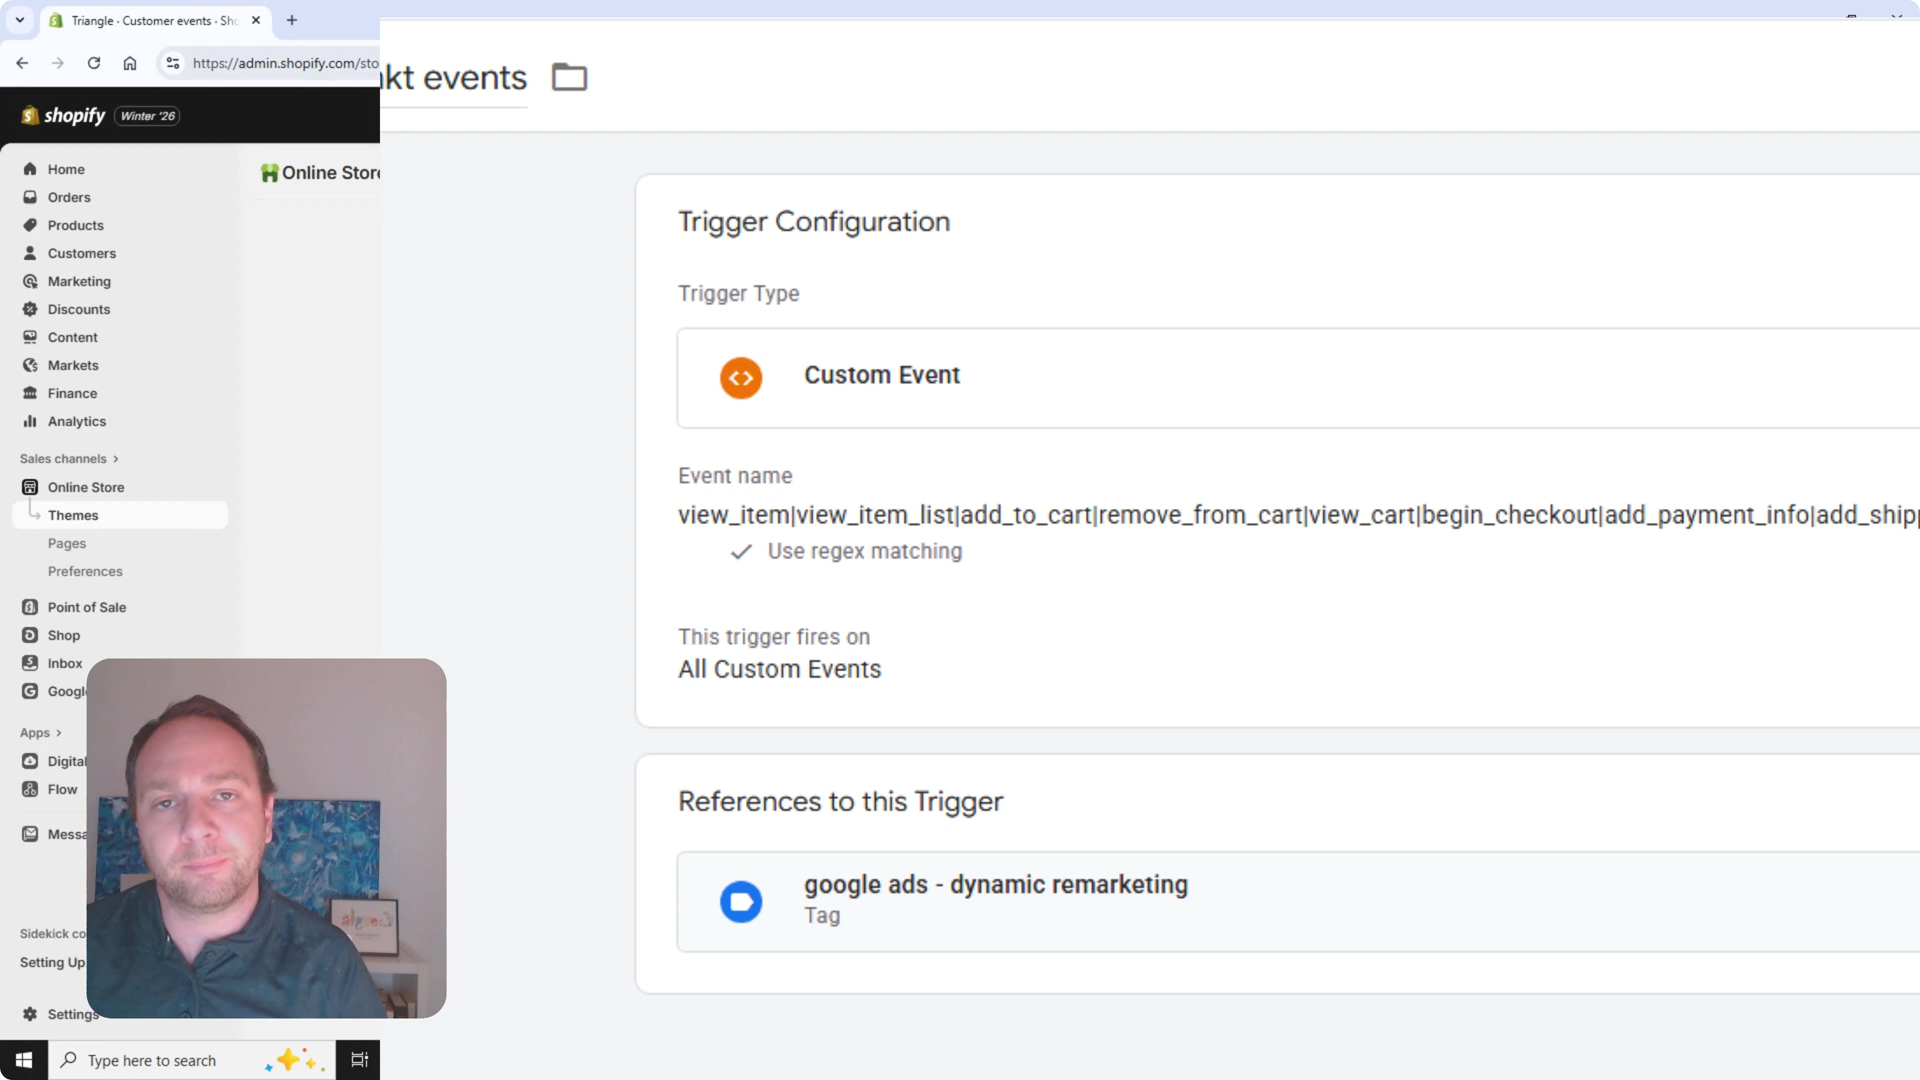 Triangle · Customer events · Sh
https://admin.shopify.com/sto
kt events
shopify
Winter '26
Home
Orders
Products
Customers
Marketing
Discounts
Content
Markets
Finance
Analytics
Sales channels
Online Store
Themes
Pages
Preferences
Point of Sale
Shop
Inbox
Googl
Apps
Digital
Flow
Messa
Sidekick co
Setting Up
Settings
Type here to search
Online Store
Trigger Configuration
Trigger Type
Custom Event
Event name
view_item|view_item_list|add_to_cart|remove_from_cart|view_cart|begin_checkout|add_payment_info|add_ship
Use regex matching
This trigger fires on
All Custom Events
References to this Trigger
google ads - dynamic remarketing
Tag